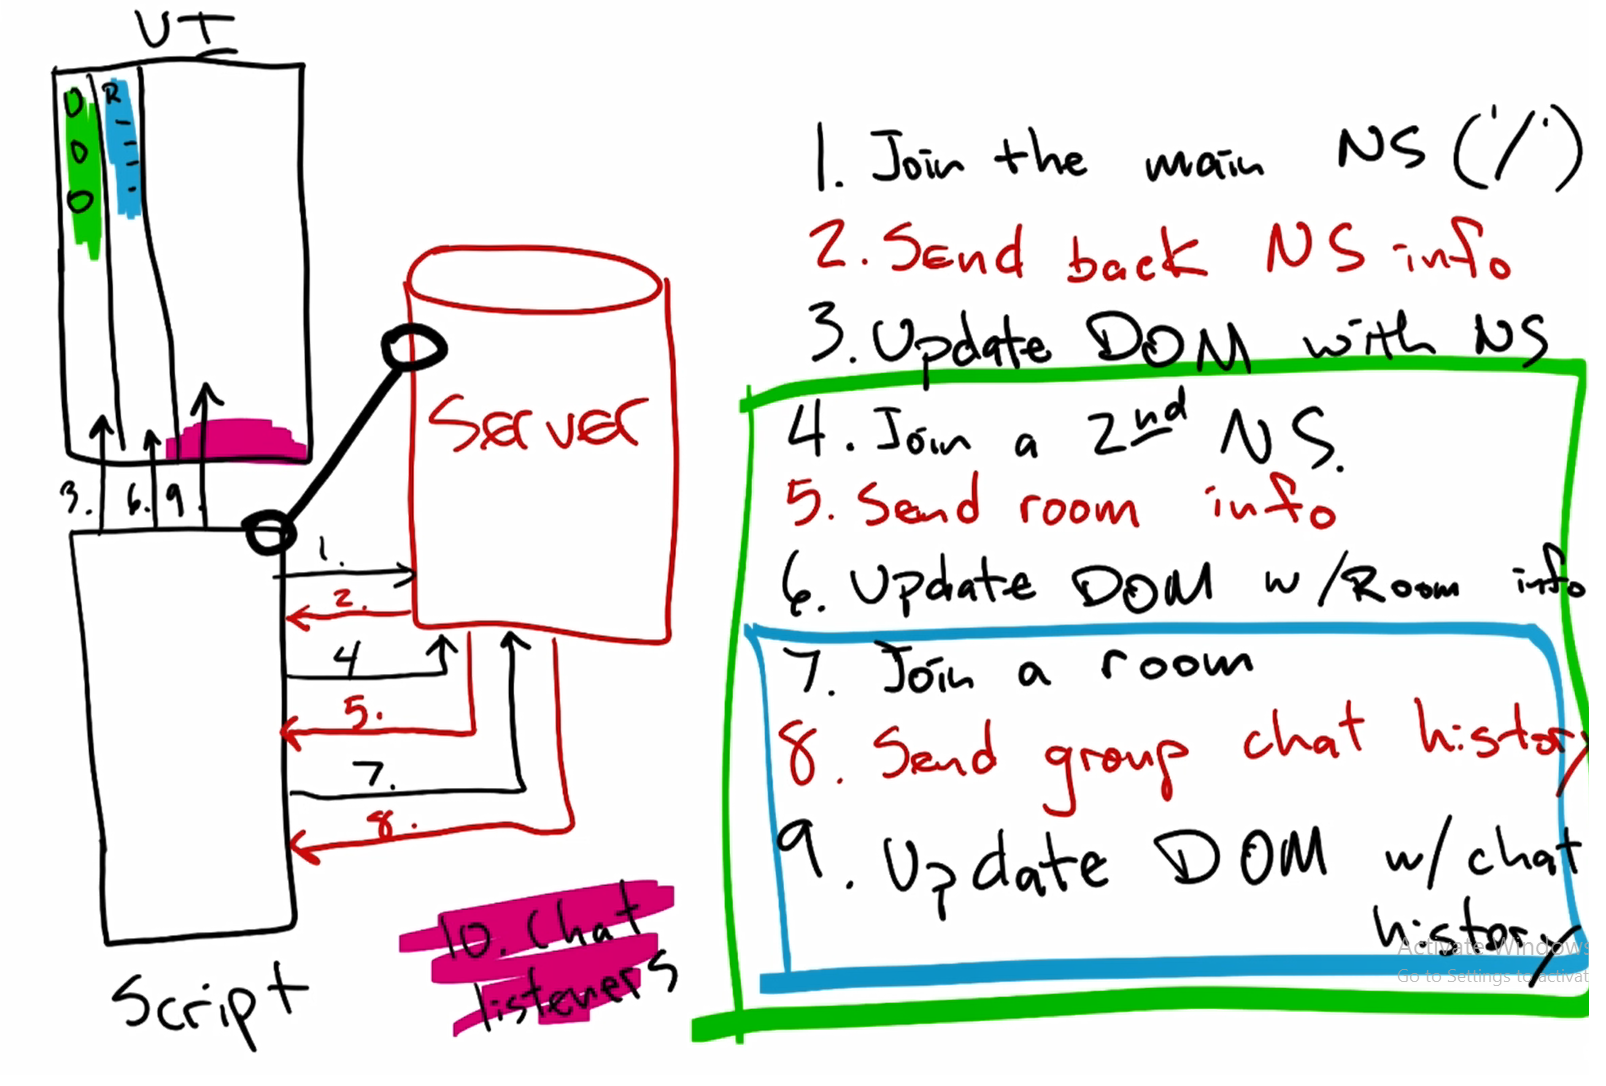 UI
O R
O
O
1. Join the main NS ('/')
2. Send back NS info
3. Update DOM with NS
Server
4. Join a 2nd NS.
5. Send room info
6. Update DOM w/Room info
7. Join a room
8. Send group chat history
9. Update DOM w/ chat
history
3. 6. 9.
1.
2.
4
5.
7.
8.
10. Chat
listeners
Script
Activate Windows
Go to Settings to activat